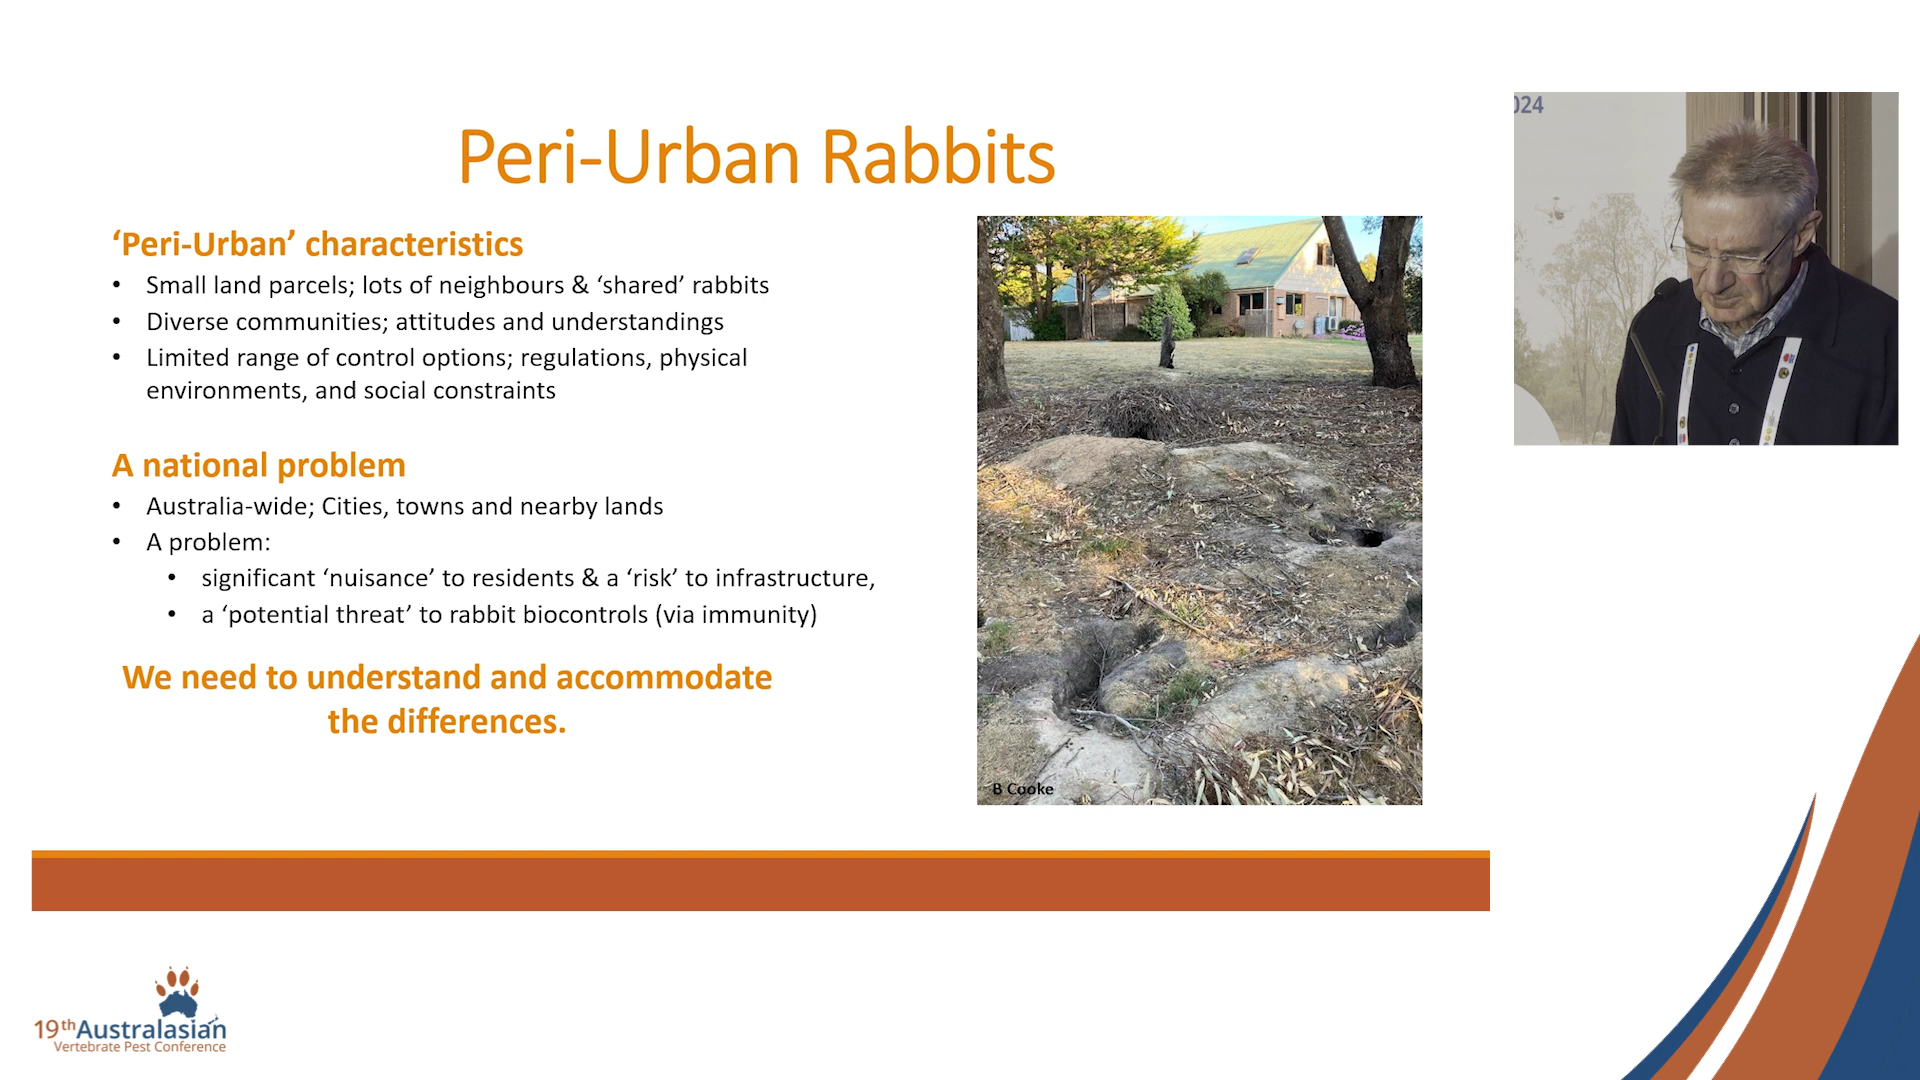 Peri-Urban Rabbits
‘Peri-Urban’ characteristics
• Small land parcels; lots of neighbours & ‘shared’ rabbits
• Diverse communities; attitudes and understandings
• Limited range of control options; regulations, physical
environments, and social constraints
A national problem
• Australia-wide; Cities, towns and nearby lands
• A problem:
• significant ‘nuisance’ to residents & a ‘risk’ to infrastructure,
• a ‘potential threat’ to rabbit biocontrols (via immunity)
We need to understand and accommodate
the differences.
B Cooke
024
19th Australasian
Vertebrate Pest Conference